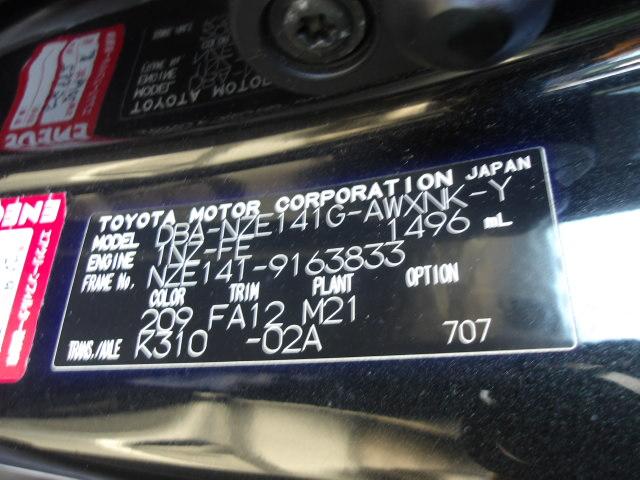 TOYOTA MOTOR CORPORATION JAPAN
MODEL DBA-NZE141G-AWXNK-Y
ENGINE 1NZ-FE 1496 mL
FRAME No. NZE141-9163833
COLOR TRIM PLANT OPTION
209 FA12 M21
TRANS./AXLE K310 -02A 707